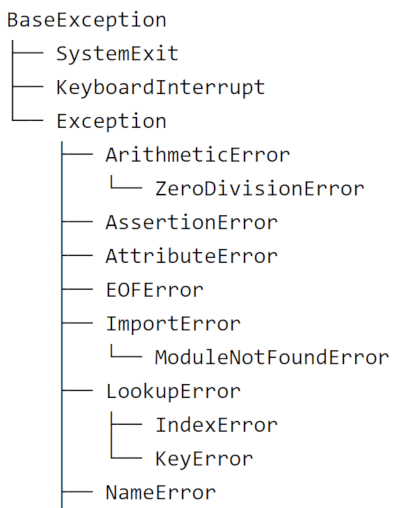 BaseException
├── SystemExit
├── KeyboardInterrupt
└── Exception
    ├── ArithmeticError
    │   └── ZeroDivisionError
    ├── AssertionError
    ├── AttributeError
    ├── EOFError
    ├── ImportError
    │   └── ModuleNotFoundError
    ├── LookupError
    │   ├── IndexError
    │   └── KeyError
    ├── NameError